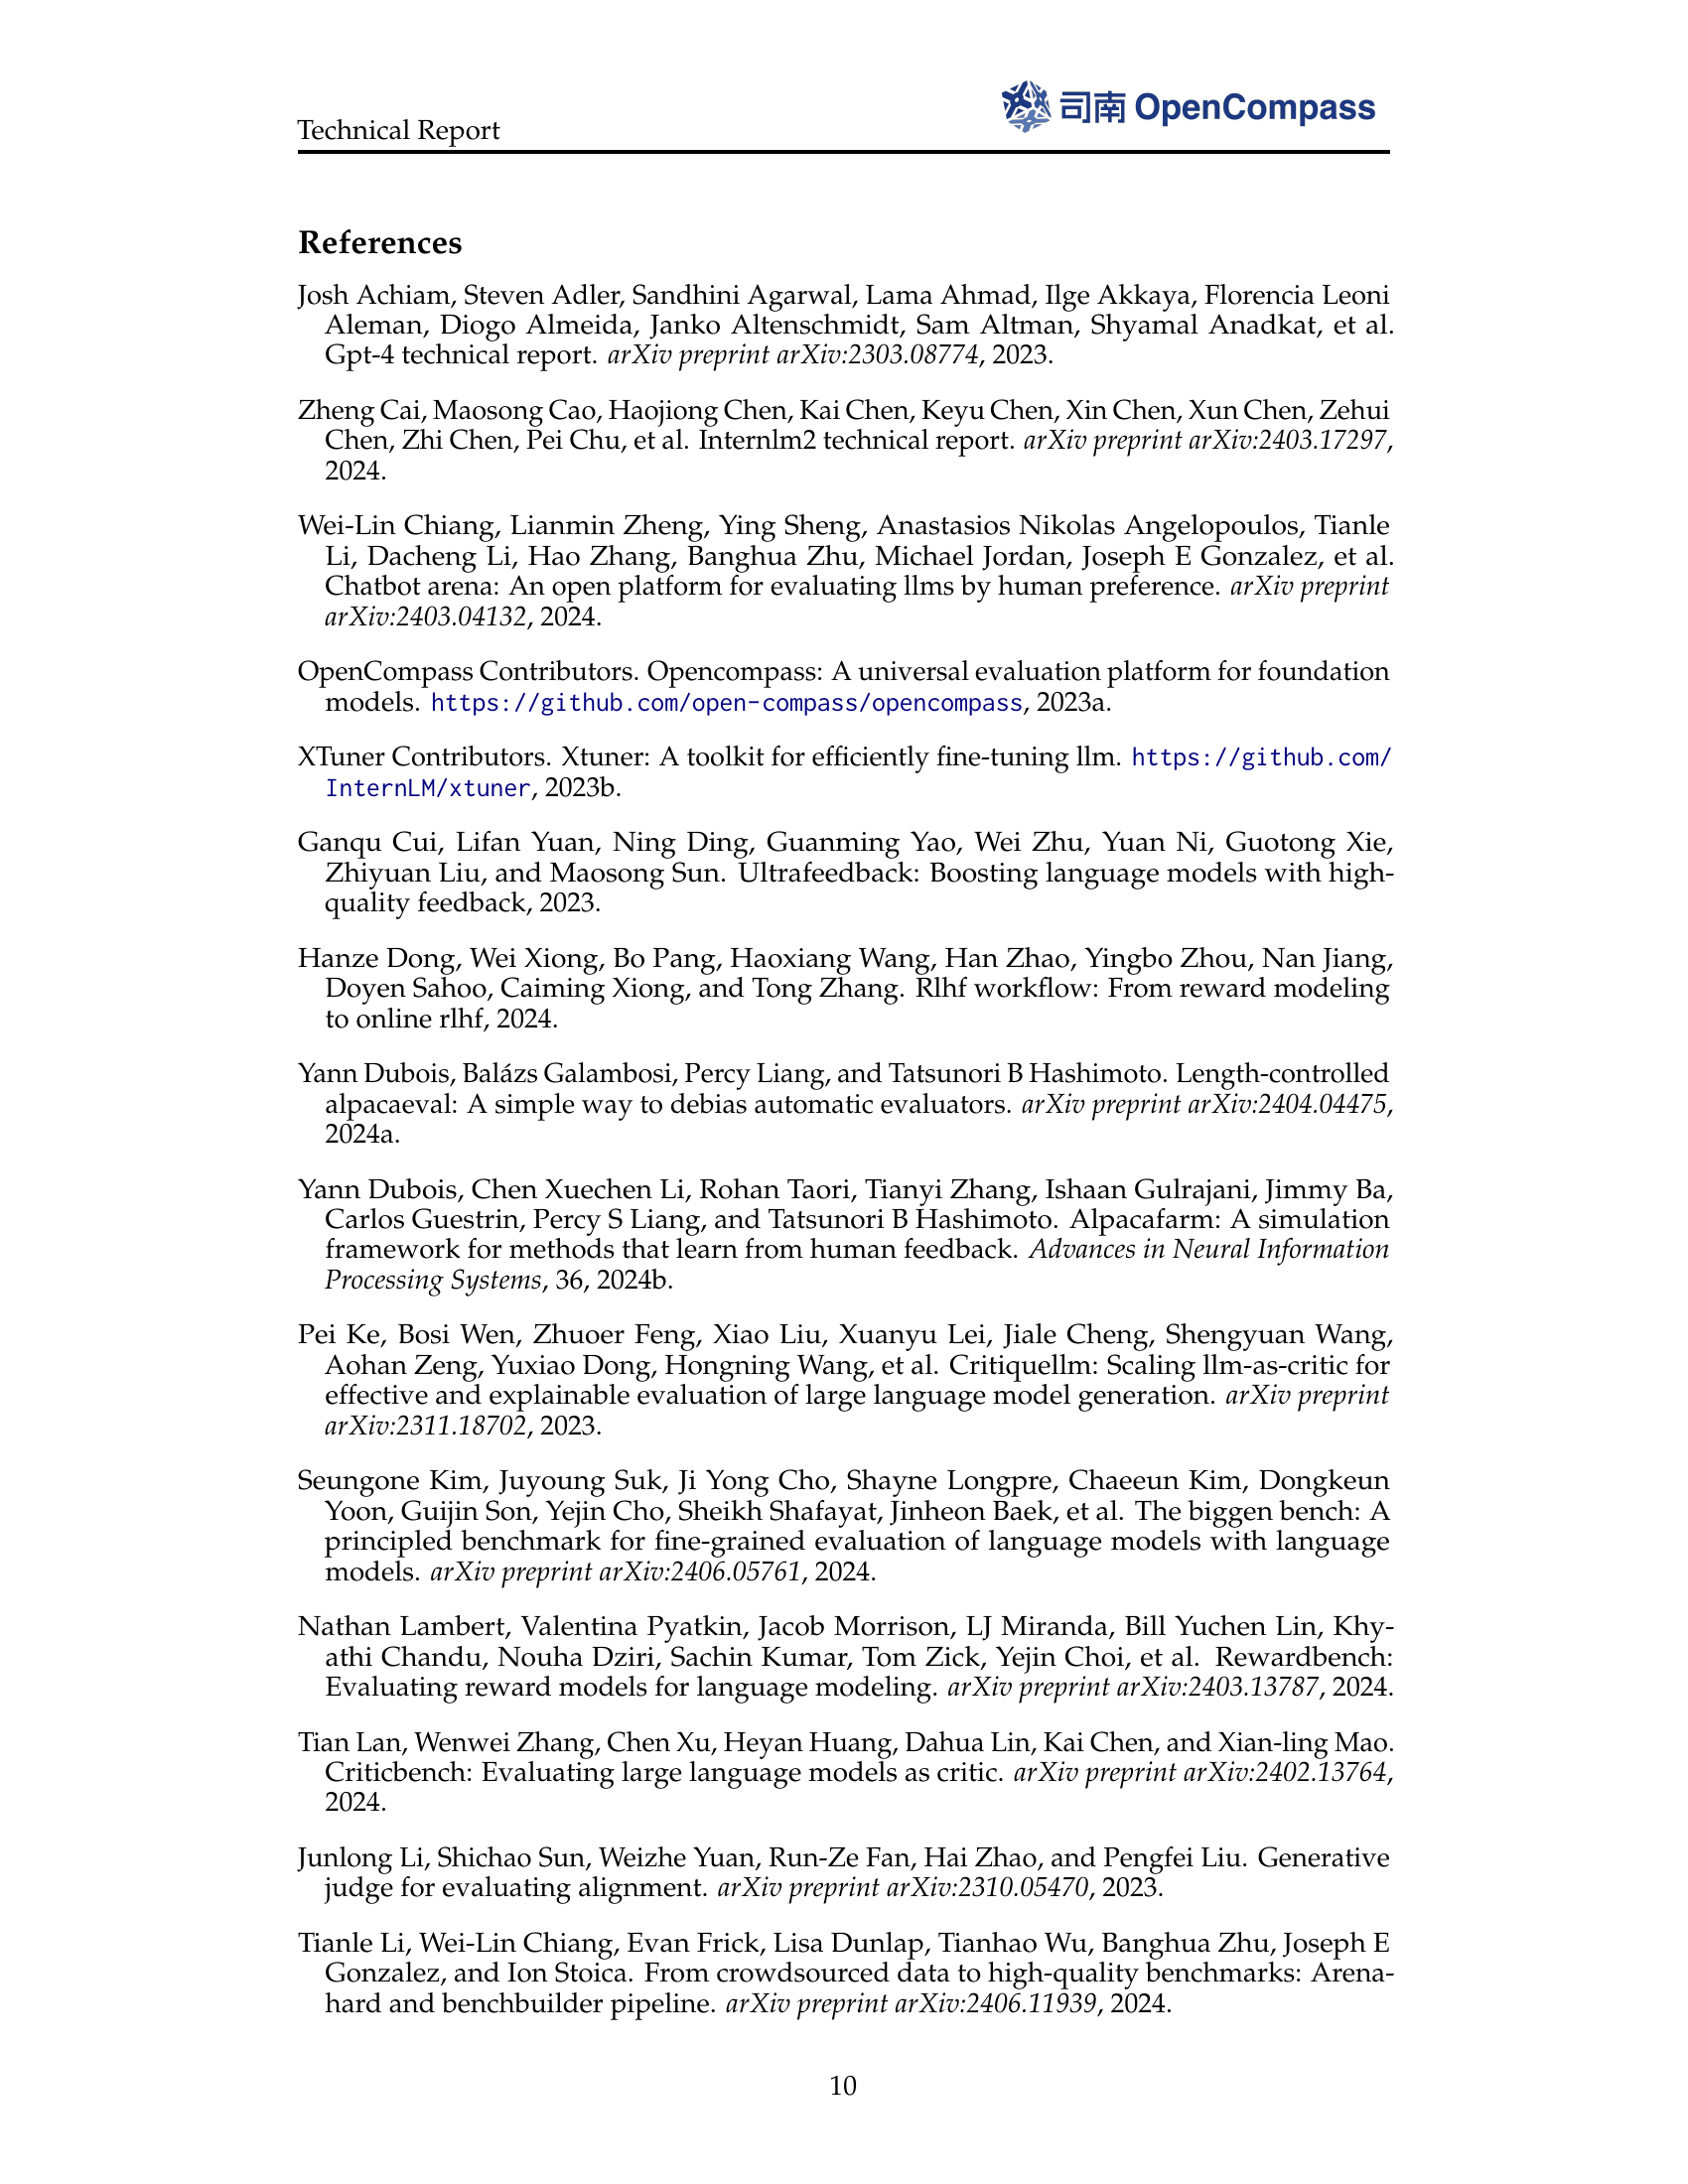 Technical Report
司南 OpenCompass
References
Josh Achiam, Steven Adler, Sandhini Agarwal, Lama Ahmad, Ilge Akkaya, Florencia Leoni
Aleman, Diogo Almeida, Janko Altenschmidt, Sam Altman, Shyamal Anadkat, et al.
Gpt-4 technical report. arXiv preprint arXiv:2303.08774, 2023.
Zheng Cai, Maosong Cao, Haojiong Chen, Kai Chen, Keyu Chen, Xin Chen, Xun Chen, Zehui
Chen, Zhi Chen, Pei Chu, et al. Internlm2 technical report. arXiv preprint arXiv:2403.17297,
2024.
Wei-Lin Chiang, Lianmin Zheng, Ying Sheng, Anastasios Nikolas Angelopoulos, Tianle
Li, Dacheng Li, Hao Zhang, Banghua Zhu, Michael Jordan, Joseph E Gonzalez, et al.
Chatbot arena: An open platform for evaluating llms by human preference. arXiv preprint
arXiv:2403.04132, 2024.
OpenCompass Contributors. Opencompass: A universal evaluation platform for foundation
models. https://github.com/open-compass/opencompass, 2023a.
XTuner Contributors. Xtuner: A toolkit for efficiently fine-tuning llm. https://github.com/
InternLM/xtuner, 2023b.
Ganqu Cui, Lifan Yuan, Ning Ding, Guanming Yao, Wei Zhu, Yuan Ni, Guotong Xie,
Zhiyuan Liu, and Maosong Sun. Ultrafeedback: Boosting language models with high-
quality feedback, 2023.
Hanze Dong, Wei Xiong, Bo Pang, Haoxiang Wang, Han Zhao, Yingbo Zhou, Nan Jiang,
Doyen Sahoo, Caiming Xiong, and Tong Zhang. Rlhf workflow: From reward modeling
to online rlhf, 2024.
Yann Dubois, Balázs Galambosi, Percy Liang, and Tatsunori B Hashimoto. Length-controlled
alpacaeval: A simple way to debias automatic evaluators. arXiv preprint arXiv:2404.04475,
2024a.
Yann Dubois, Chen Xuechen Li, Rohan Taori, Tianyi Zhang, Ishaan Gulrajani, Jimmy Ba,
Carlos Guestrin, Percy S Liang, and Tatsunori B Hashimoto. Alpacafarm: A simulation
framework for methods that learn from human feedback. Advances in Neural Information
Processing Systems, 36, 2024b.
Pei Ke, Bosi Wen, Zhuoer Feng, Xiao Liu, Xuanyu Lei, Jiale Cheng, Shengyuan Wang,
Aohan Zeng, Yuxiao Dong, Hongning Wang, et al. Critiquellm: Scaling llm-as-critic for
effective and explainable evaluation of large language model generation. arXiv preprint
arXiv:2311.18702, 2023.
Seungone Kim, Juyoung Suk, Ji Yong Cho, Shayne Longpre, Chaeeun Kim, Dongkeun
Yoon, Guijin Son, Yejin Cho, Sheikh Shafayat, Jinheon Baek, et al. The biggen bench: A
principled benchmark for fine-grained evaluation of language models with language
models. arXiv preprint arXiv:2406.05761, 2024.
Nathan Lambert, Valentina Pyatkin, Jacob Morrison, LJ Miranda, Bill Yuchen Lin, Khy-
athi Chandu, Nouha Dziri, Sachin Kumar, Tom Zick, Yejin Choi, et al. Rewardbench:
Evaluating reward models for language modeling. arXiv preprint arXiv:2403.13787, 2024.
Tian Lan, Wenwei Zhang, Chen Xu, Heyan Huang, Dahua Lin, Kai Chen, and Xian-ling Mao.
Criticbench: Evaluating large language models as critic. arXiv preprint arXiv:2402.13764,
2024.
Junlong Li, Shichao Sun, Weizhe Yuan, Run-Ze Fan, Hai Zhao, and Pengfei Liu. Generative
judge for evaluating alignment. arXiv preprint arXiv:2310.05470, 2023.
Tianle Li, Wei-Lin Chiang, Evan Frick, Lisa Dunlap, Tianhao Wu, Banghua Zhu, Joseph E
Gonzalez, and Ion Stoica. From crowdsourced data to high-quality benchmarks: Arena-
hard and benchbuilder pipeline. arXiv preprint arXiv:2406.11939, 2024.
10